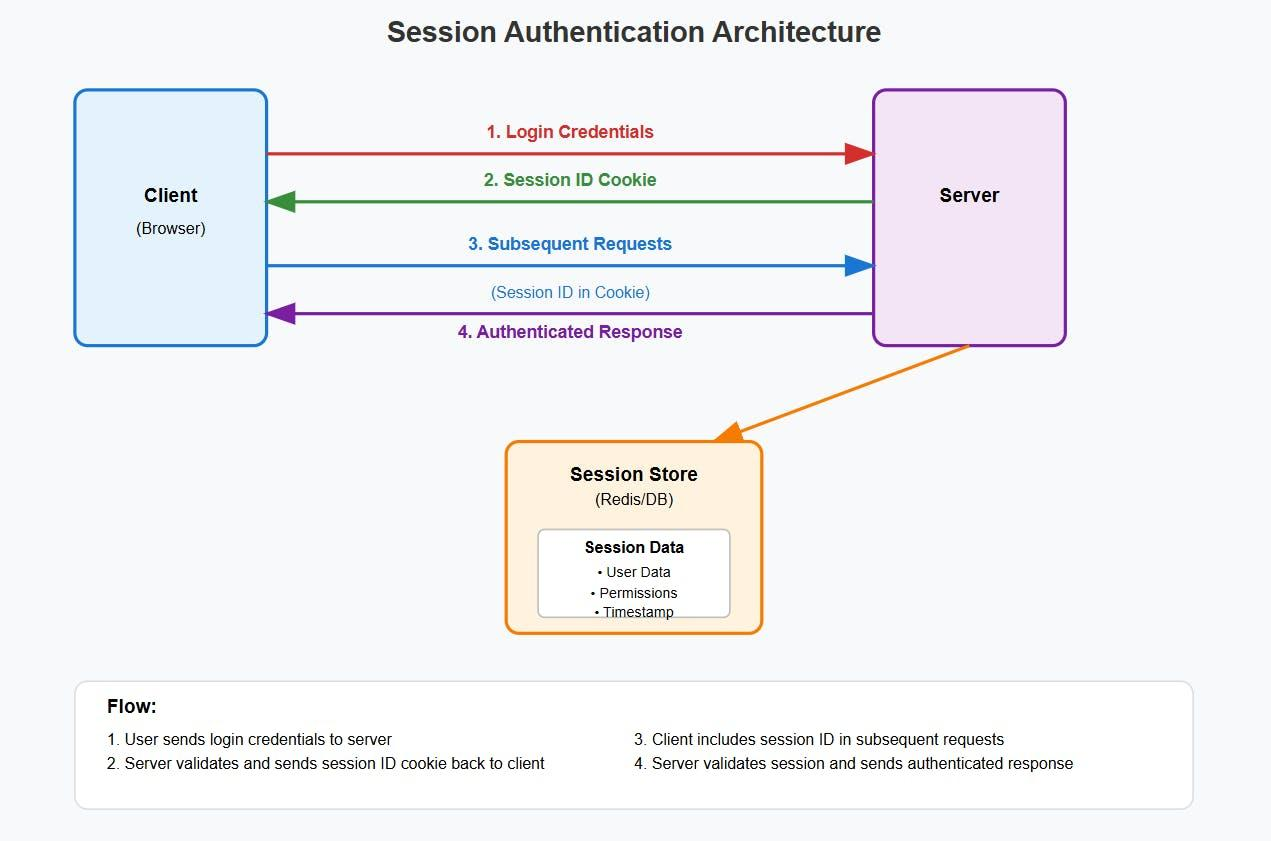 Session Authentication Architecture
1. Login Credentials
2. Session ID Cookie
Client
(Browser)
Server
3. Subsequent Requests
(Session ID in Cookie)
4. Authenticated Response
Session Store
(Redis/DB)
Session Data
• User Data
• Permissions
• Timestamp
Flow:
1. User sends login credentials to server
2. Server validates and sends session ID cookie back to client
3. Client includes session ID in subsequent requests
4. Server validates session and sends authenticated response